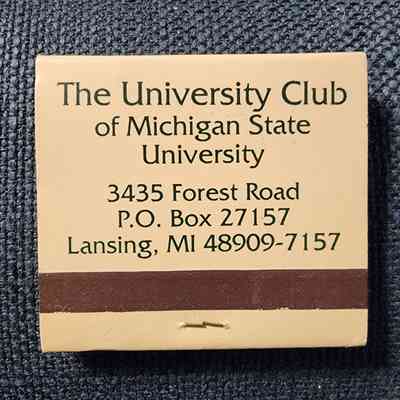 The University Club
of Michigan State
University
3435 Forest Road
P.O. Box 27157
Lansing, MI 48909-7157